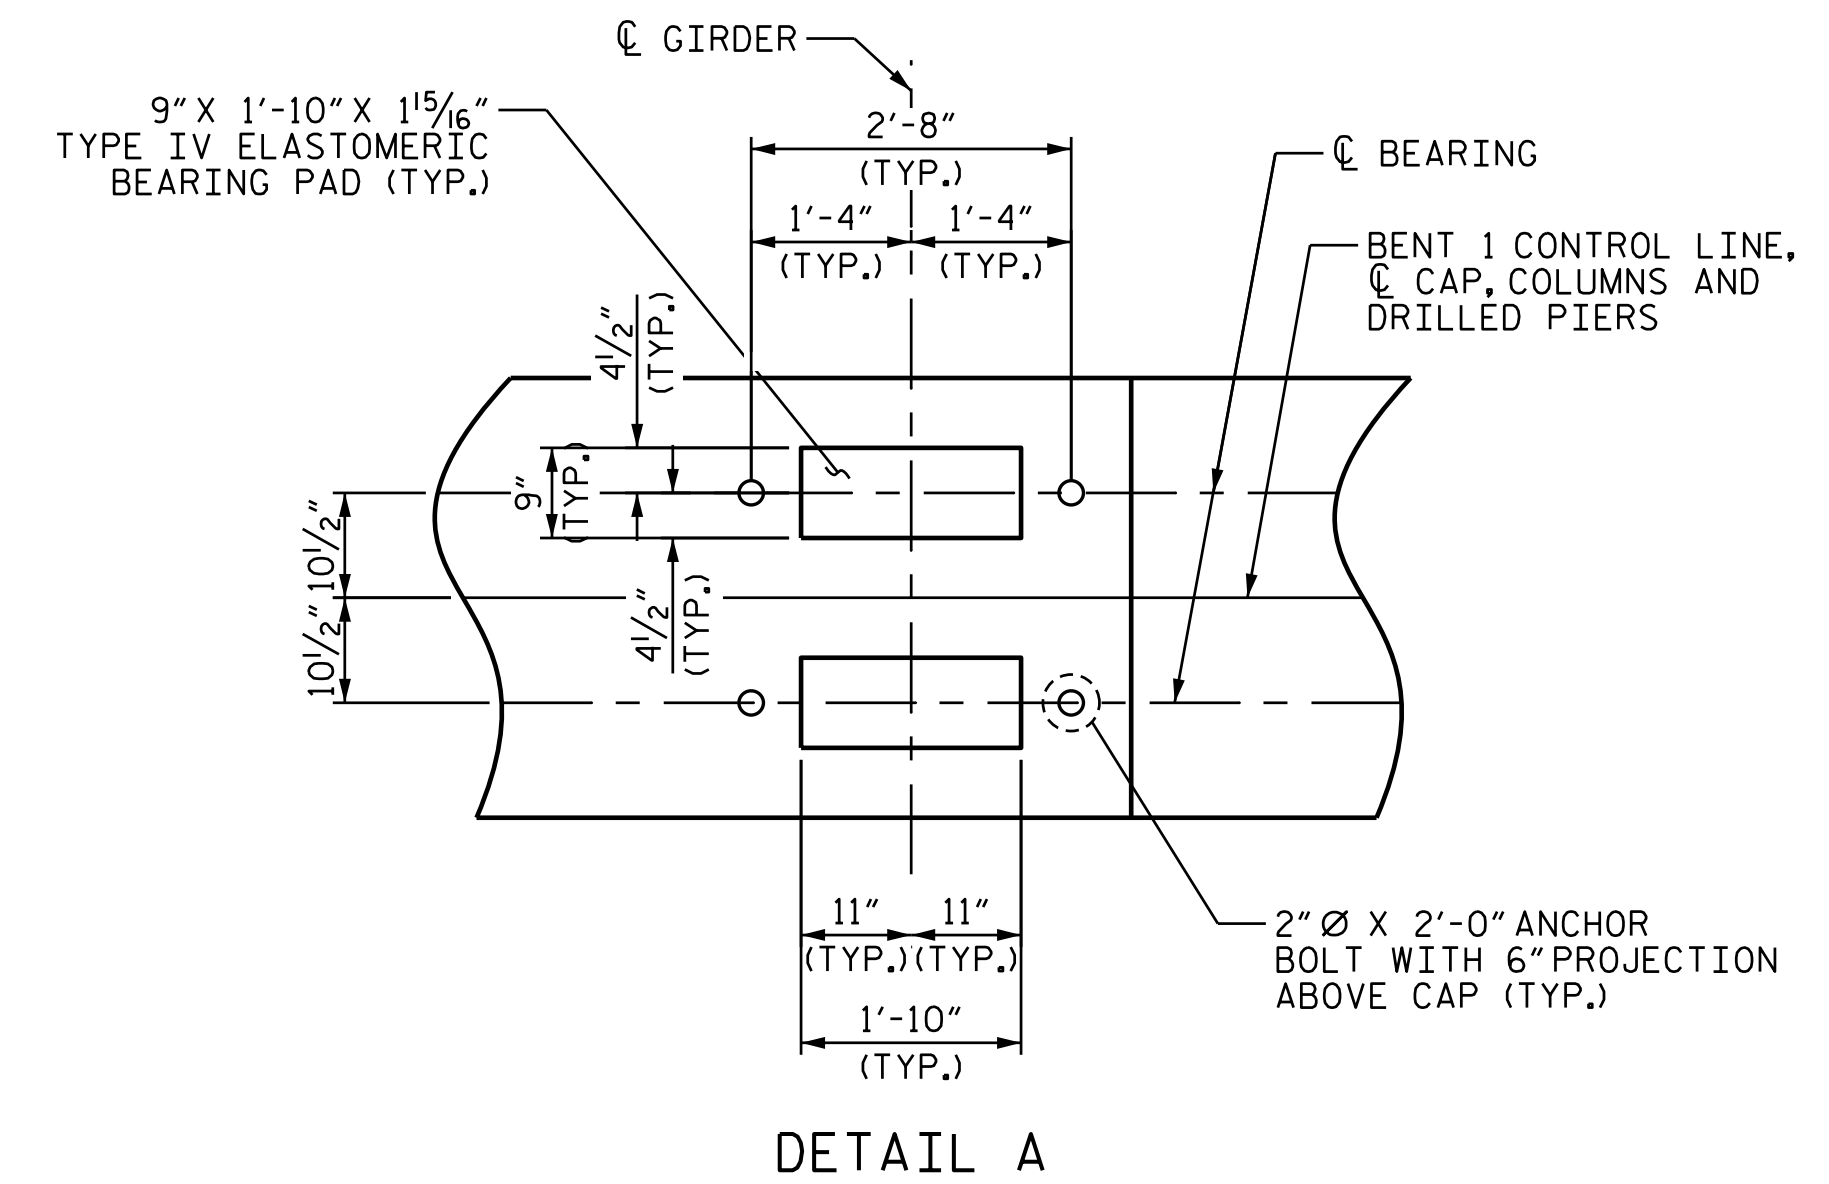 ℄ GIRDER
9" X 1'-10" X 1 15/16"
TYPE IV ELASTOMERIC
BEARING PAD (TYP.)
2'-8"
(TYP.)
℄ BEARING
1'-4"
(TYP.)
1'-4"
(TYP.)
BENT 1 CONTROL LINE,
℄ CAP, COLUMNS AND
DRILLED PIERS
4 1/2"
(TYP.)
9"
(TYP.)
10 1/2"
10 1/2"
4 1/2"
(TYP.)
11"
(TYP.)
11"
(TYP.)
1'-10"
(TYP.)
2" Ø X 2'-0" ANCHOR
BOLT WITH 6" PROJECTION
ABOVE CAP (TYP.)
DETAIL A